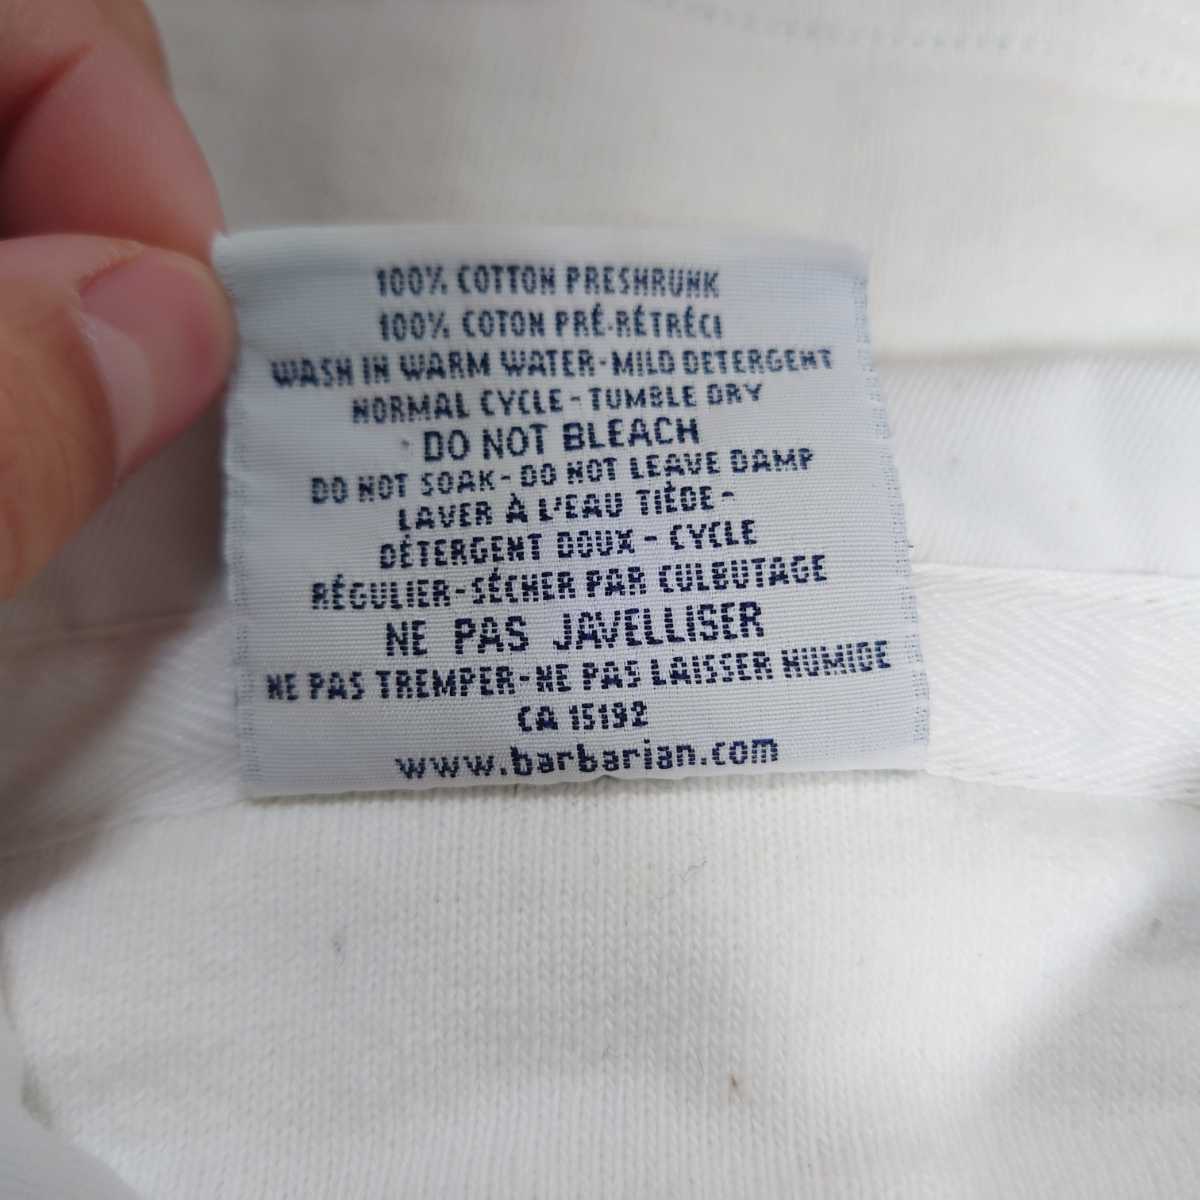 100% COTTON PRESHRUNK
100% COTON PRÉ-RÉTRÉCI
WASH IN WARM WATER-MILD DETERGENT
NORMAL CYCLE-TUMBLE DRY
DO NOT BLEACH
DO NOT SOAK-DO NOT LEAVE DAMP
LAVER À L'EAU TIÈDE-
DÉTERGENT DOUX-CYCLE
RÉGULIER-SÉCHER PAR CULBUTAGE
NE PAS JAVELLISER
NE PAS TREMPER-NE PAS LAISSER HUMIDE
CA 15192
www.barbarian.com